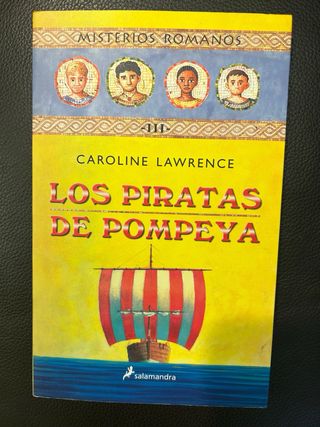 MISTERIOS ROMANOS
III
CAROLINE LAWRENCE
LOS PIRATAS
DE POMPEYA
salamandra